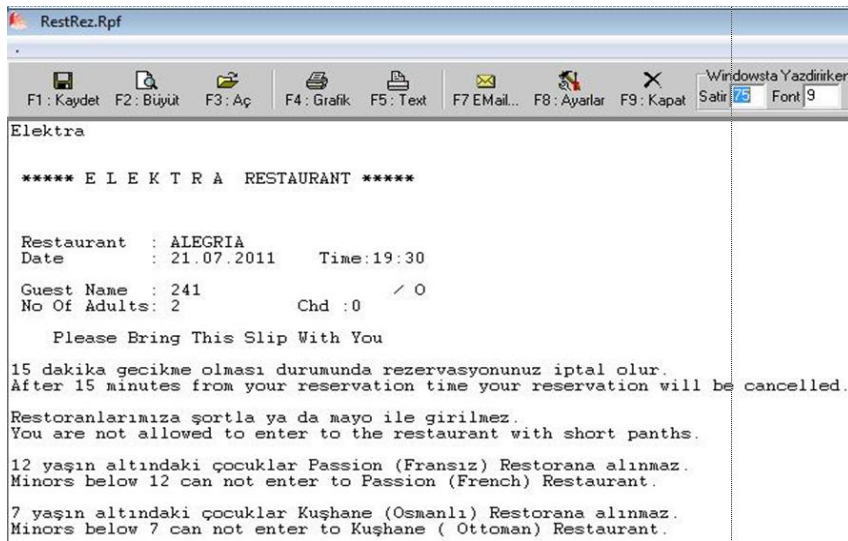 RestRez.Rpf
F1 : Kaydet F2 : Büyüt F3 : Aç F4 : Grafik F5 : Text F7 EMail... F8 : Ayarlar F9 : Kapat
Windowsta Yazdirirken
Satir 75 Font 9
Elektra
***** E L E K T R A RESTAURANT *****
Restaurant : ALEGRIA
Date : 21.07.2011 Time:19:30
Guest Name : 241 / O
No Of Adults: 2 Chd :0
Please Bring This Slip With You
15 dakika gecikme olması durumunda rezervasyonunuz iptal olur.
After 15 minutes from your reservation time your reservation will be cancelled.
Restoranlarımıza şortla ya da mayo ile girilmez.
You are not allowed to enter to the restaurant with short panths.
12 yaşın altındaki çocuklar Passion (Fransız) Restorana alınmaz.
Minors below 12 can not enter to Passion (French) Restaurant.
7 yaşın altındaki çocuklar Kuşhane (Osmanlı) Restorana alınmaz.
Minors below 7 can not enter to Kuşhane ( Ottoman) Restaurant.